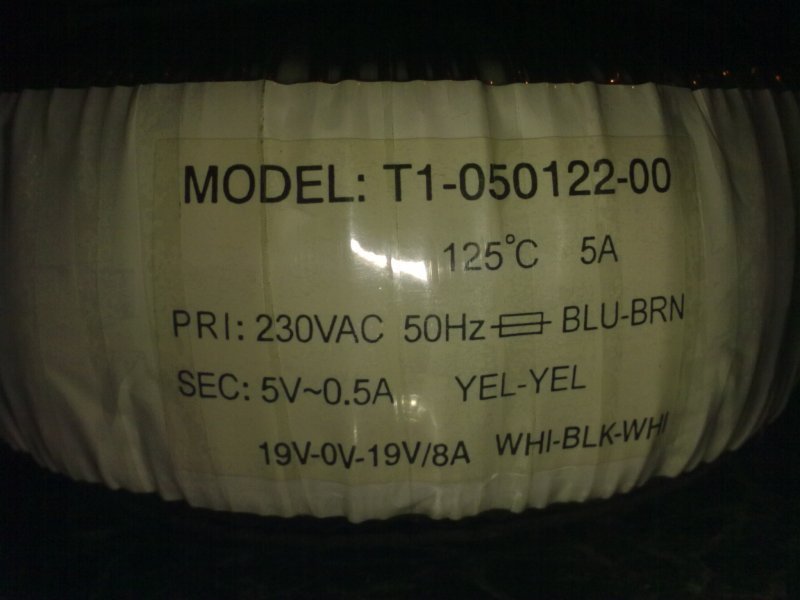 MODEL: T1-050122-00
125°C 5A
PRI: 230VAC 50Hz BLU-BRN
SEC: 5V~0.5A YEL-YEL
19V-0V-19V/8A WHI-BLK-WHI